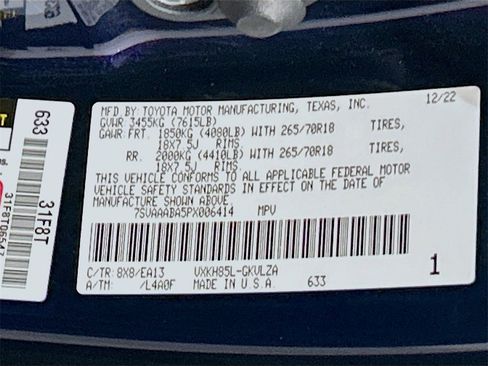 MFD.BY: TOYOTA MOTOR MANUFACTURING, TEXAS, INC. 12/22
GVWR 3455KG (7615LB)
GAWR: FRT. 1850KG (4080LB) WITH 265/70R18 TIRES,
18X7.5J RIMS
RR. 2000KG (4410LB) WITH 265/70R18 TIRES,
18X7.5J RIMS
THIS VEHICLE CONFORMS TO ALL APPLICABLE FEDERAL MOTOR
VEHICLE SAFETY STANDARDS IN EFFECT ON THE DATE OF
MANUFACTURE SHOWN ABOVE.
7SVAAABA5PX006414 MPV
C/TR: 8X8/EA13 VXKH85L-GKVLZA
A/TM: /L4A0F MADE IN U.S.A. 633
1
633
31F8T